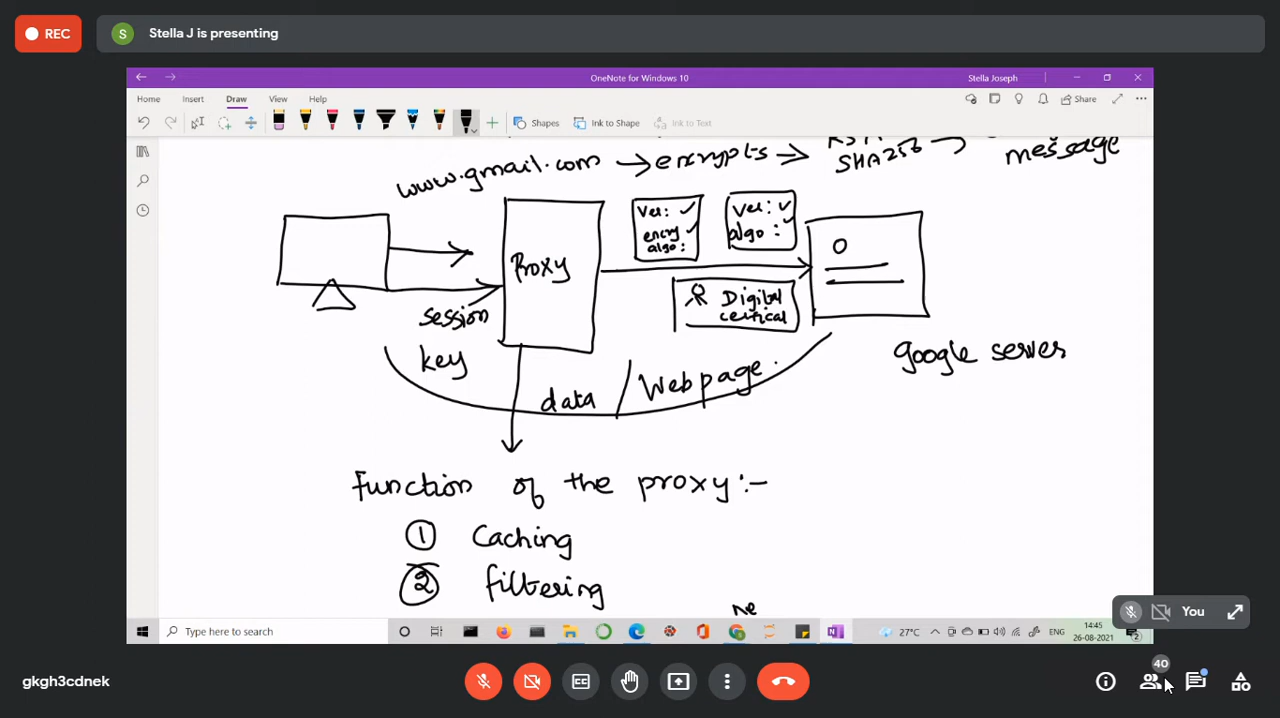 REC
S
Stella J is presenting
OneNote for Windows 10
Stella Joseph
Home Insert Draw View Help
Share
Shapes
Ink to Shape
Ink to Text
www.gmail.com → encrypts ⇒
SHA256
message
Ver: ✓
encry ✓
algo:
Ver: ✓
algo: ✓
Proxy
session
key
Digital
certical
google server
data / Webpage.
Function of the proxy:-
① Caching
② filtering
ne
You
Type here to search
27°C
ENG
14:45
26-08-2021
2
gkgh3cdnek
40